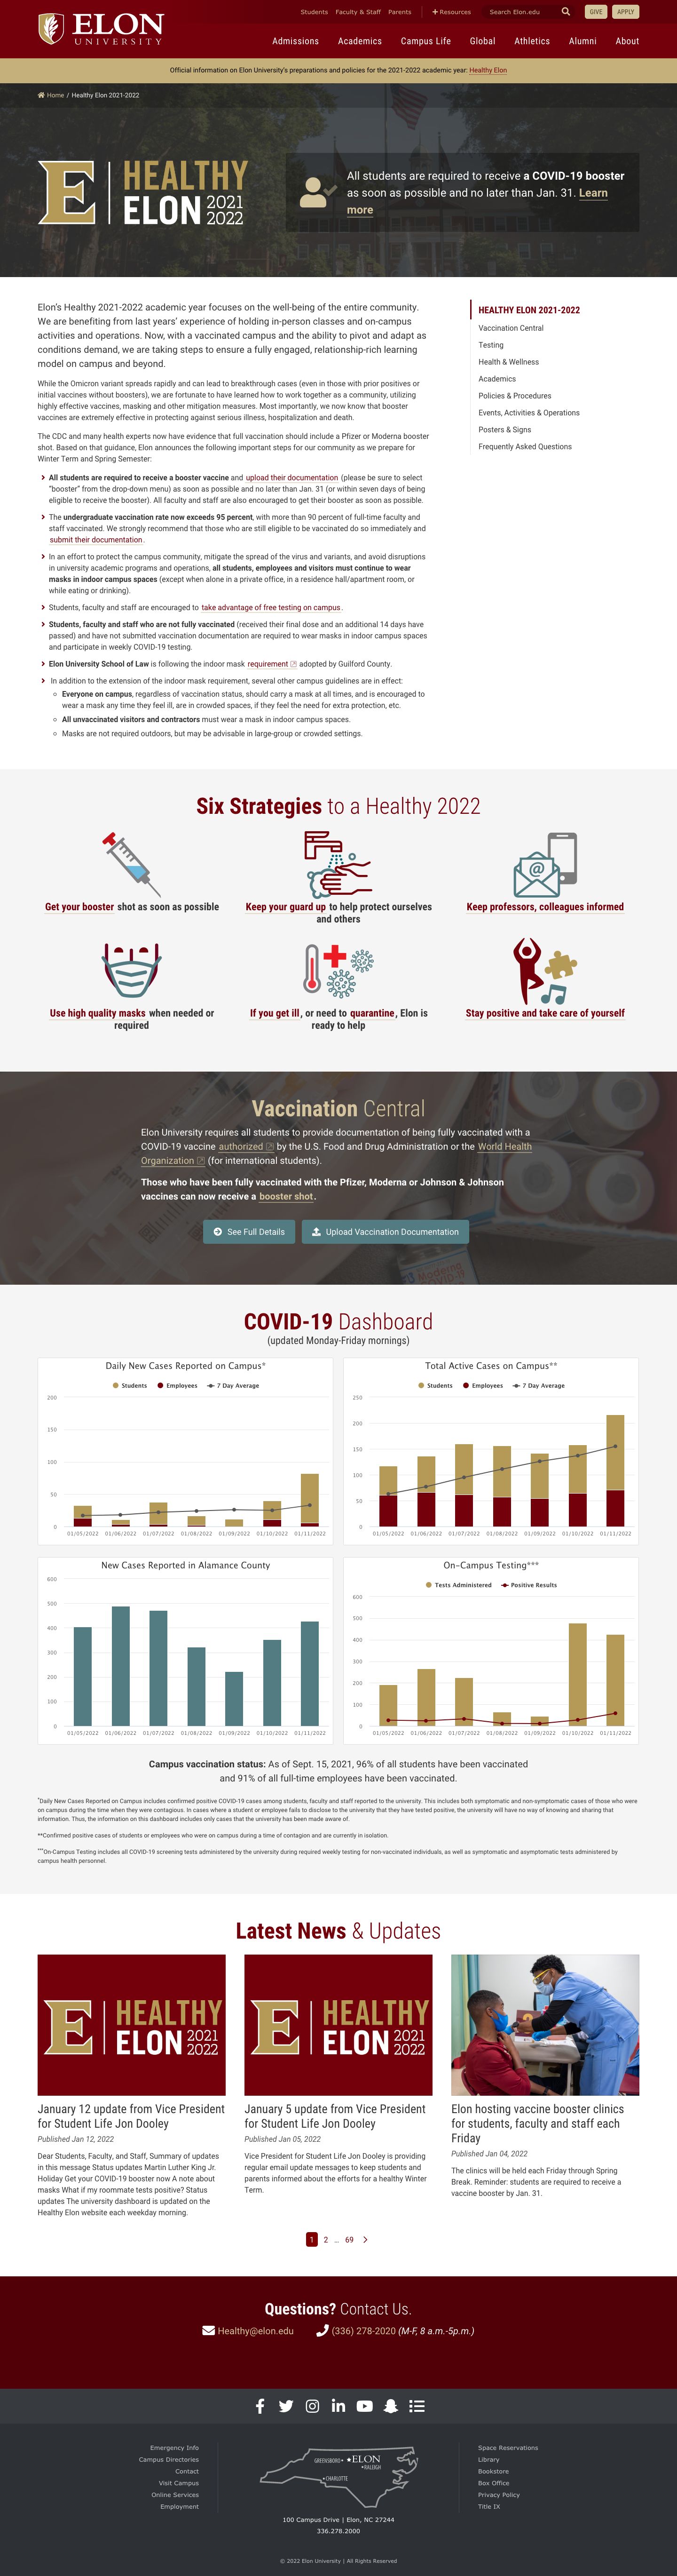 ELON
UNIVERSITY
Students Faculty & Staff Parents Resources Search Elon.edu GIVE APPLY
Admissions Academics Campus Life Global Athletics Alumni About
Official information on Elon University's preparations and policies for the 2021-2022 academic year: Healthy Elon
Home / Healthy Elon 2021-2022
E HEALTHY
ELON 2021
2022
All students are required to receive a COVID-19 booster
as soon as possible and no later than Jan. 31. Learn
more
Elon's Healthy 2021-2022 academic year focuses on the well-being of the entire community.
We are benefiting from last years' experience of holding in-person classes and on-campus
activities and operations. Now, with a vaccinated campus and the ability to pivot and adapt as
conditions demand, we are taking steps to ensure a fully engaged, relationship-rich learning
model on campus and beyond.
While the Omicron variant spreads rapidly and can lead to breakthrough cases (even in those with prior positives or
initial vaccines without boosters), we are fortunate to have learned how to work together as a community, utilizing
highly effective vaccines, masking and other mitigation measures. Most importantly, we now know that booster
vaccines are extremely effective in protecting against serious illness, hospitalization and death.
The CDC and many health experts now have evidence that full vaccination should include a Pfizer or Moderna booster
shot. Based on that guidance, Elon announces the following important steps for our community as we prepare for
Winter Term and Spring Semester:
All students are required to receive a booster vaccine and upload their documentation (please be sure to select
"booster" from the drop-down menu) as soon as possible and no later than Jan. 31 (or within seven days of being
eligible to receive the booster). All faculty and staff are also encouraged to get their booster as soon as possible.
The undergraduate vaccination rate now exceeds 95 percent, with more than 90 percent of full-time faculty and
staff vaccinated. We strongly recommend that those who are still eligible to be vaccinated do so immediately and
submit their documentation.
In an effort to protect the campus community, mitigate the spread of the virus and variants, and avoid disruptions
in university academic programs and operations, all students, employees and visitors must continue to wear
masks in indoor campus spaces (except when alone in a private office, in a residence hall/apartment room, or
while eating or drinking).
Students, faculty and staff are encouraged to take advantage of free testing on campus.
Students, faculty and staff who are not fully vaccinated (received their final dose and an additional 14 days have
passed) and have not submitted vaccination documentation are required to wear masks in indoor campus spaces
and participate in weekly COVID-19 testing.
Elon University School of Law is following the indoor mask requirement adopted by Guilford County.
In addition to the extension of the indoor mask requirement, several other campus guidelines are in effect:
Everyone on campus, regardless of vaccination status, should carry a mask at all times, and is encouraged to
wear a mask any time they feel ill, are in crowded spaces, if they feel the need for extra protection, etc.
All unvaccinated visitors and contractors must wear a mask in indoor campus spaces.
Masks are not required outdoors, but may be advisable in large-group or crowded settings.
HEALTHY ELON 2021-2022
Vaccination Central
Testing
Health & Wellness
Academics
Policies & Procedures
Events, Activities & Operations
Posters & Signs
Frequently Asked Questions
Six Strategies to a Healthy 2022
Get your booster shot as soon as possible
Keep your guard up to help protect ourselves
and others
@
Keep professors, colleagues informed
Use high quality masks when needed or
required
If you get ill, or need to quarantine, Elon is
ready to help
Stay positive and take care of yourself
Vaccination Central
Elon University requires all students to provide documentation of being fully vaccinated with a
COVID-19 vaccine authorized by the U.S. Food and Drug Administration or the World Health
Organization (for international students).
Those who have been fully vaccinated with the Pfizer, Moderna or Johnson & Johnson
vaccines can now receive a booster shot.
See Full Details Upload Vaccination Documentation
COVID-19 Dashboard
(updated Monday-Friday mornings)
Daily New Cases Reported on Campus*
Students Employees 7 Day Average
200
150
100
50
0
01/05/2022 01/06/2022 01/07/2022 01/08/2022 01/09/2022 01/10/2022 01/11/2022
Total Active Cases on Campus**
Students Employees 7 Day Average
250
200
150
100
50
0
01/05/2022 01/06/2022 01/07/2022 01/08/2022 01/09/2022 01/10/2022 01/11/2022
New Cases Reported in Alamance County
600
500
400
300
200
100
0
01/05/2022 01/06/2022 01/07/2022 01/08/2022 01/09/2022 01/10/2022 01/11/2022
On-Campus Testing***
Tests Administered Positive Results
600
500
400
300
200
100
0
01/05/2022 01/06/2022 01/07/2022 01/08/2022 01/09/2022 01/10/2022 01/11/2022
Campus vaccination status: As of Sept. 15, 2021, 96% of all students have been vaccinated
and 91% of all full-time employees have been vaccinated.
*Daily New Cases Reported on Campus includes confirmed positive COVID-19 cases among students, faculty and staff reported to the university. This includes both symptomatic and non-symptomatic cases of those who were
on campus during the time when they were contagious. In cases where a student or employee fails to disclose to the university that they have tested positive, the university will have no way of knowing and sharing that
information. Thus, the information on this dashboard includes only cases that the university has been made aware of.
**Confirmed positive cases of students or employees who were on campus during a time of contagion and are currently in isolation.
***On-Campus Testing includes all COVID-19 screening tests administered by the university during required weekly testing for non-vaccinated individuals, as well as symptomatic and asymptomatic tests administered by
campus health personnel.
Latest News & Updates
E HEALTHY
ELON 2021
2022
January 12 update from Vice President
for Student Life Jon Dooley
Published Jan 12, 2022
Dear Students, Faculty, and Staff, Summary of updates
in this message Status updates Martin Luther King Jr.
Holiday Get your COVID-19 booster now A note about
masks What if my roommate tests positive? Status
updates The university dashboard is updated on the
Healthy Elon website each weekday morning.
E HEALTHY
ELON 2021
2022
January 5 update from Vice President
for Student Life Jon Dooley
Published Jan 05, 2022
Vice President for Student Life Jon Dooley is providing
regular email update messages to keep students and
parents informed about the efforts for a healthy Winter
Term.
Elon hosting vaccine booster clinics
for students, faculty and staff each
Friday
Published Jan 04, 2022
The clinics will be held each Friday through Spring
Break. Reminder: students are required to receive a
vaccine booster by Jan. 31.
1 2 … 69
Questions? Contact Us.
Healthy@elon.edu (336) 278-2020 (M-F, 8 a.m.-5p.m.)
Emergency Info
Campus Directories
Contact
Visit Campus
Online Services
Employment
GREENSBORO ELON
RALEIGH
CHARLOTTE
100 Campus Drive | Elon, NC 27244
336.278.2000
Space Reservations
Library
Bookstore
Box Office
Privacy Policy
Title IX
© 2022 Elon University | All Rights Reserved